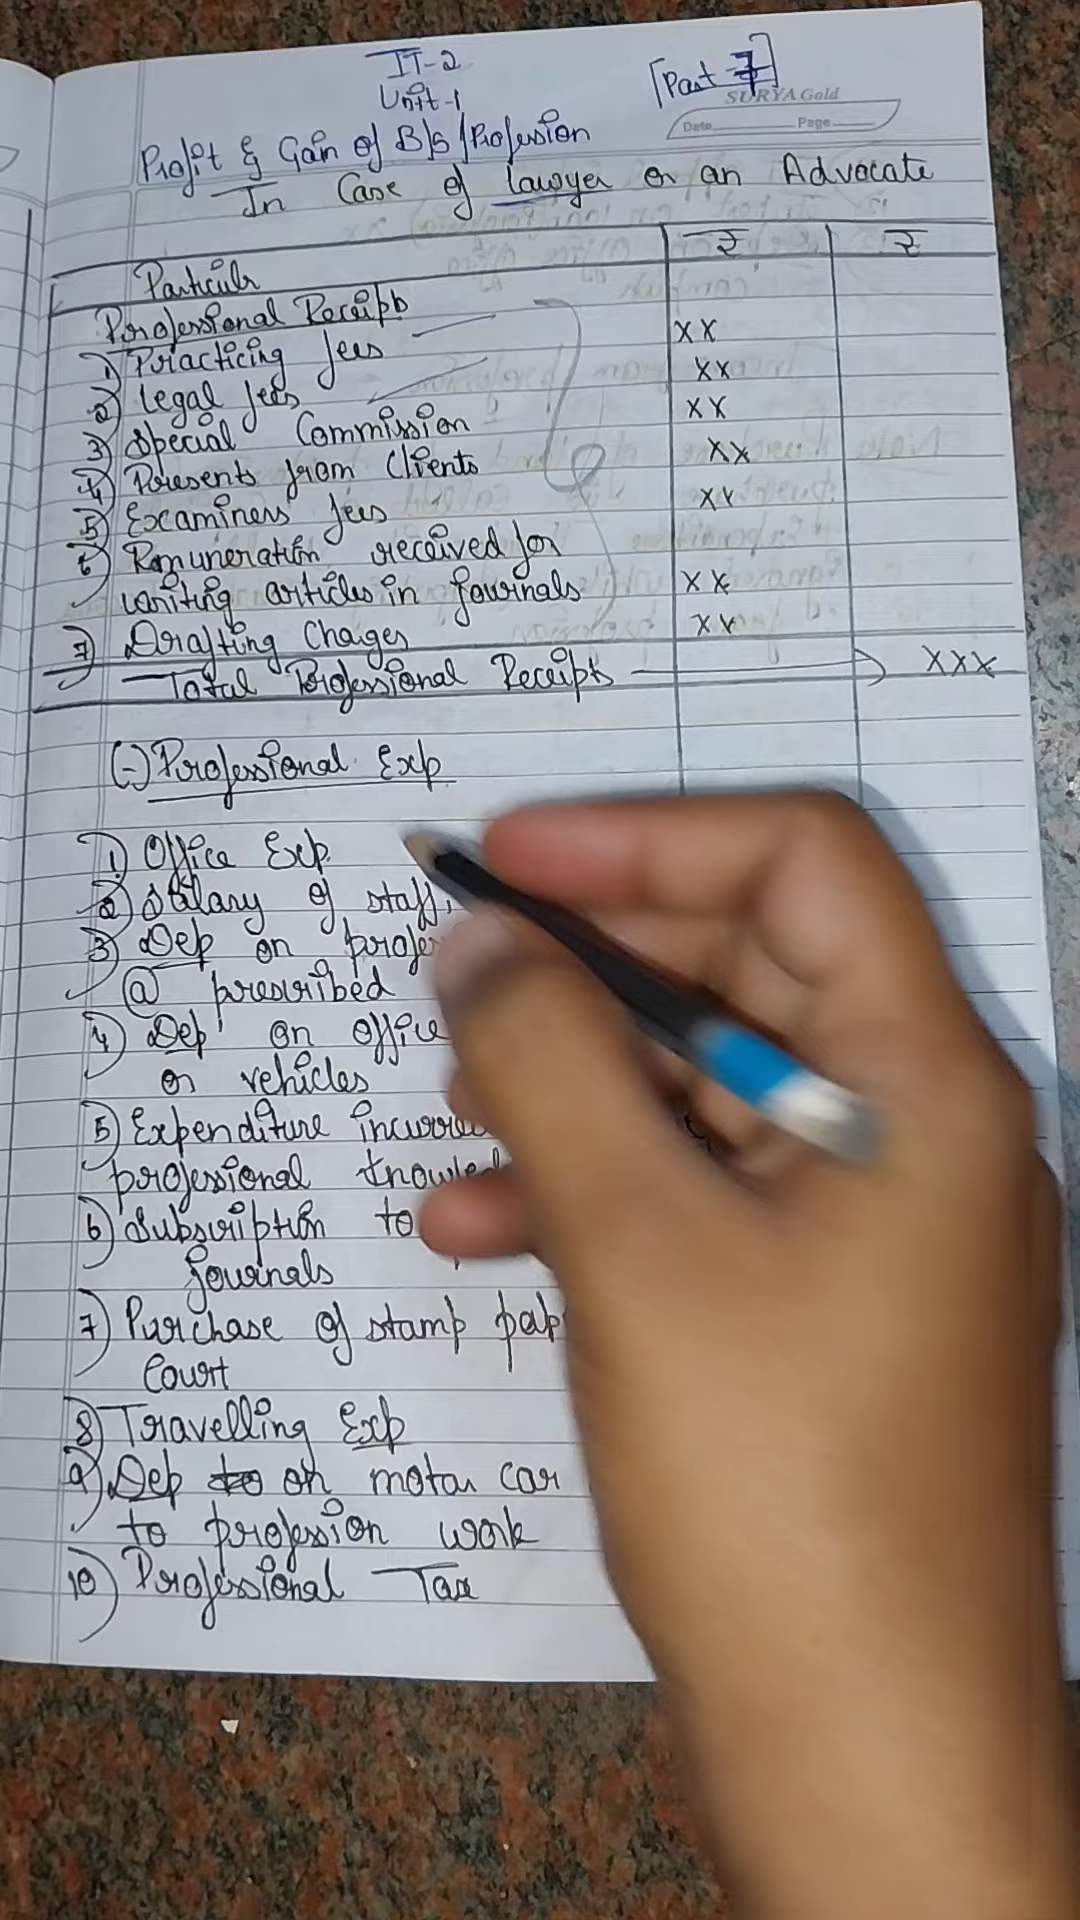 IT-2
Unit-1
[Part-7]
SURYA Gold
Date Page
Profit & Gain of B/S/Profession
In Case of Lawyer or an Advocate
Particulr ₹ ₹
Professional Receipts
1) Practicing fees XX
2) Legal fees XX
3) Special Commission XX
4) Presents from Clients XX
5) Examiners' fees XX
6) Remuneration received for
writing articles in Journals XX
7) Drafting Chages XX
Total Professional Receipts → XXX
(-) Professional Exp
1) Office Exp.
2) Salary of staff
3) Dep on
@ prescribed
4) Dep on office
on vehicles
5) Expenditure
professional
6) Subscription to
Journals
7) Purchase of stamp
Court
8) Travelling Exp
9) Dep on motar car
to profession work
10) Professional Tax